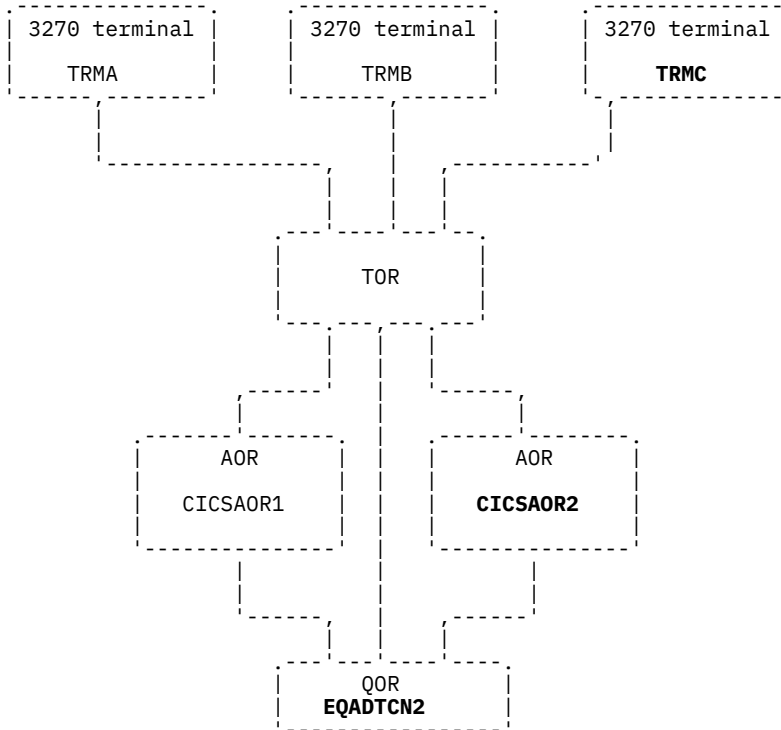 3270 terminal 3270 terminal 3270 terminal
TRMA TRMB TRMC
TOR
AOR AOR
CICSAOR1 CICSAOR2
QOR
EQADTCN2